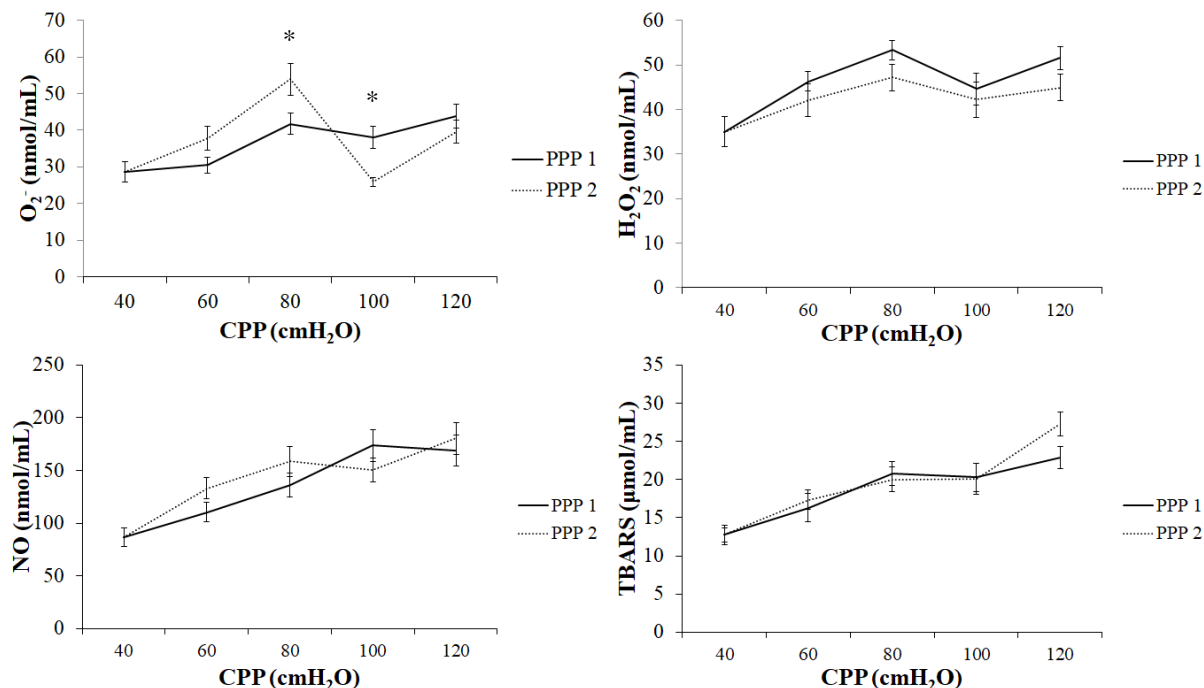 70
60
50
40
30
20
10
0
O₂⁻ (nmol/mL)
*
*
40 60 80 100 120
CPP (cmH₂O)
PPP 1
PPP 2
60
50
40
30
20
10
0
H₂O₂ (nmol/mL)
40 60 80 100 120
CPP (cmH₂O)
PPP 1
PPP 2
250
200
150
100
50
0
NO (nmol/mL)
40 60 80 100 120
CPP (cmH₂O)
PPP 1
PPP 2
35
30
25
20
15
10
5
0
TBARS (µmol/mL)
40 60 80 100 120
CPP (cmH₂O)
PPP 1
PPP 2